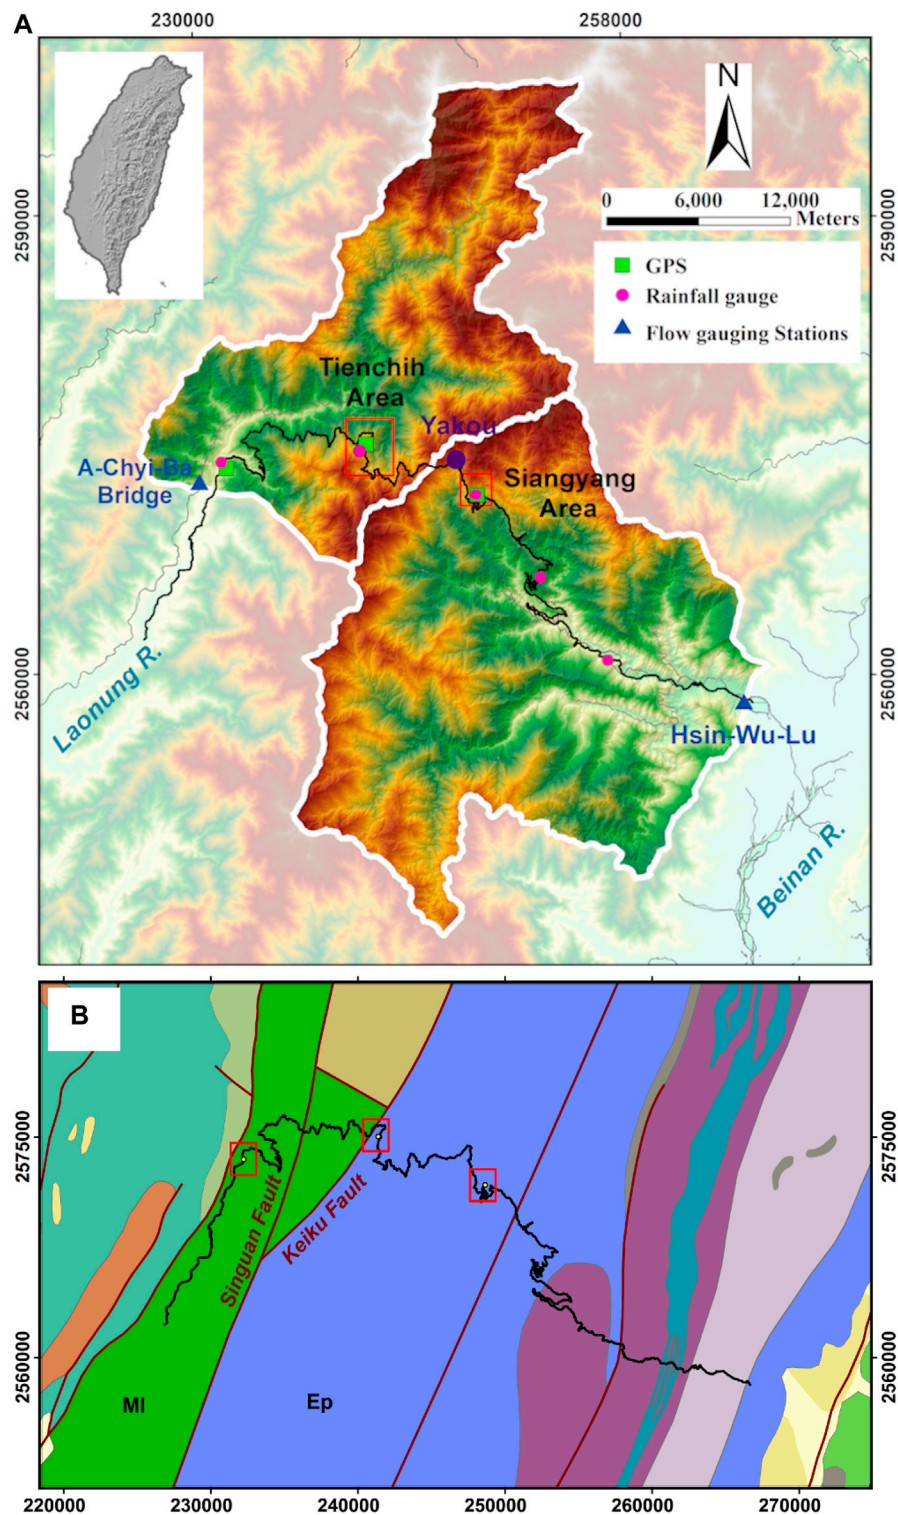 A
230000
258000
N
0 6,000 12,000
Meters
GPS
Rainfall gauge
Flow gauging Stations
2590000
2590000
Tienchih
Area
Yakou
A-Chyi-Ba
Bridge
Siangyang
Area
2560000
2560000
Laonung R.
Hsin-Wu-Lu
Beinan R.
B
2575000
2575000
Singuan Fault
Keiku Fault
2560000
2560000
Ml
Ep
220000 230000 240000 250000 260000 270000